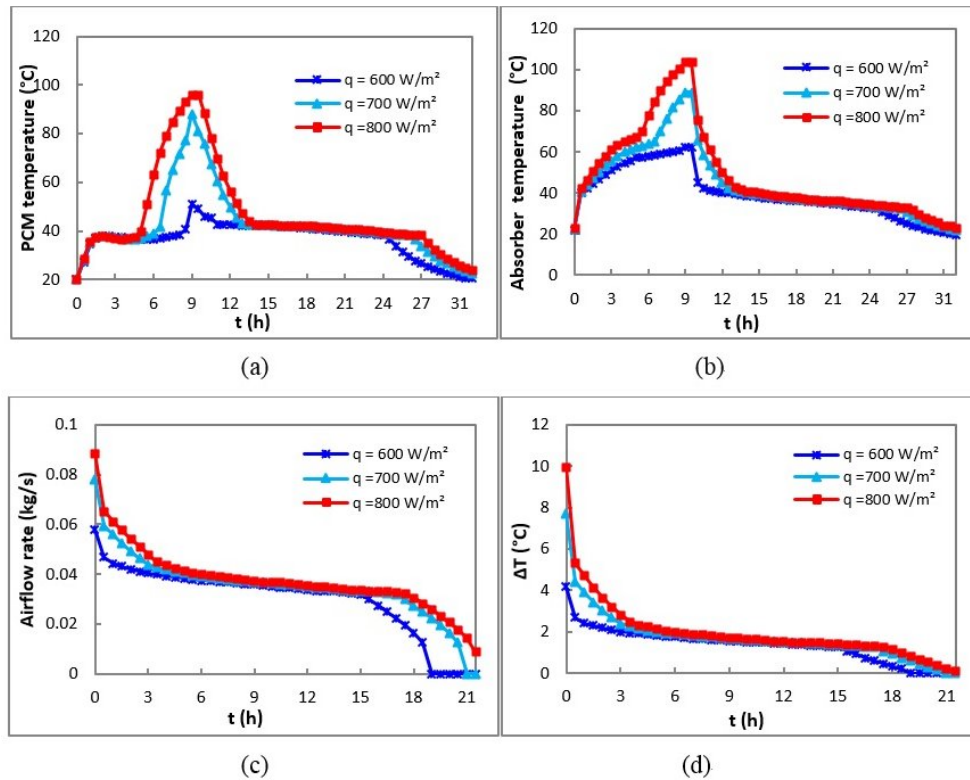 120
100
80
60
40
20
PCM temperature (°C)
q = 600 W/m²
q =700 W/m²
q =800 W/m²
0 3 6 9 12 15 18 21 24 27 31 32
t (h)
(a)
120
100
80
60
40
20
0
Absorber temperature (°C)
q = 600 W/m²
q =700 W/m²
q =800 W/m²
0 3 6 9 12 15 18 21 24 27 31 32
t (h)
(b)
0.1
0.08
0.06
0.04
0.02
0
Airflow rate (kg/s)
q = 600 W/m²
q =700 W/m²
q =800 W/m²
0 3 6 9 12 15 18 21
t (h)
(c)
12
10
8
6
4
2
0
ΔT (°C)
q = 600 W/m²
q =700 W/m²
q =800 W/m²
0 3 6 9 12 15 18 21
t (h)
(d)